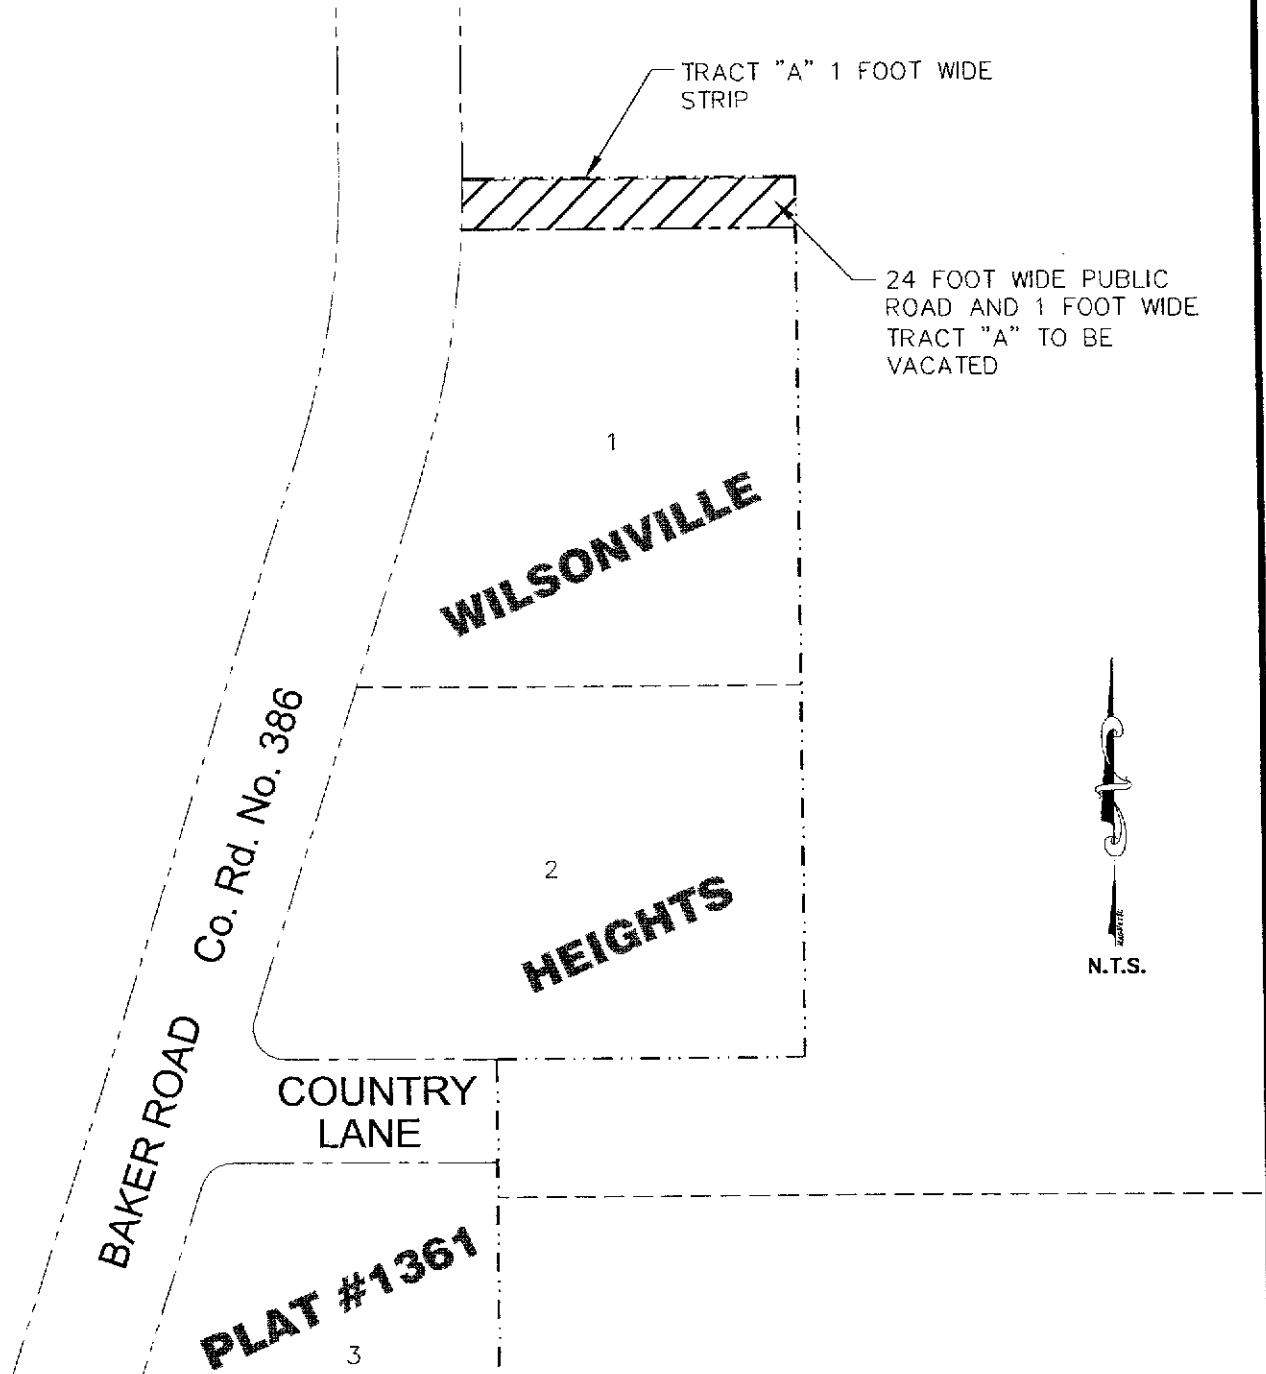 TRACT "A" 1 FOOT WIDE
STRIP
24 FOOT WIDE PUBLIC
ROAD AND 1 FOOT WIDE
TRACT "A" TO BE
VACATED
1
WILSONVILLE
Co. Rd. No. 386
2
HEIGHTS
N.T.S.
BAKER ROAD
COUNTRY
LANE
PLAT #1361
3